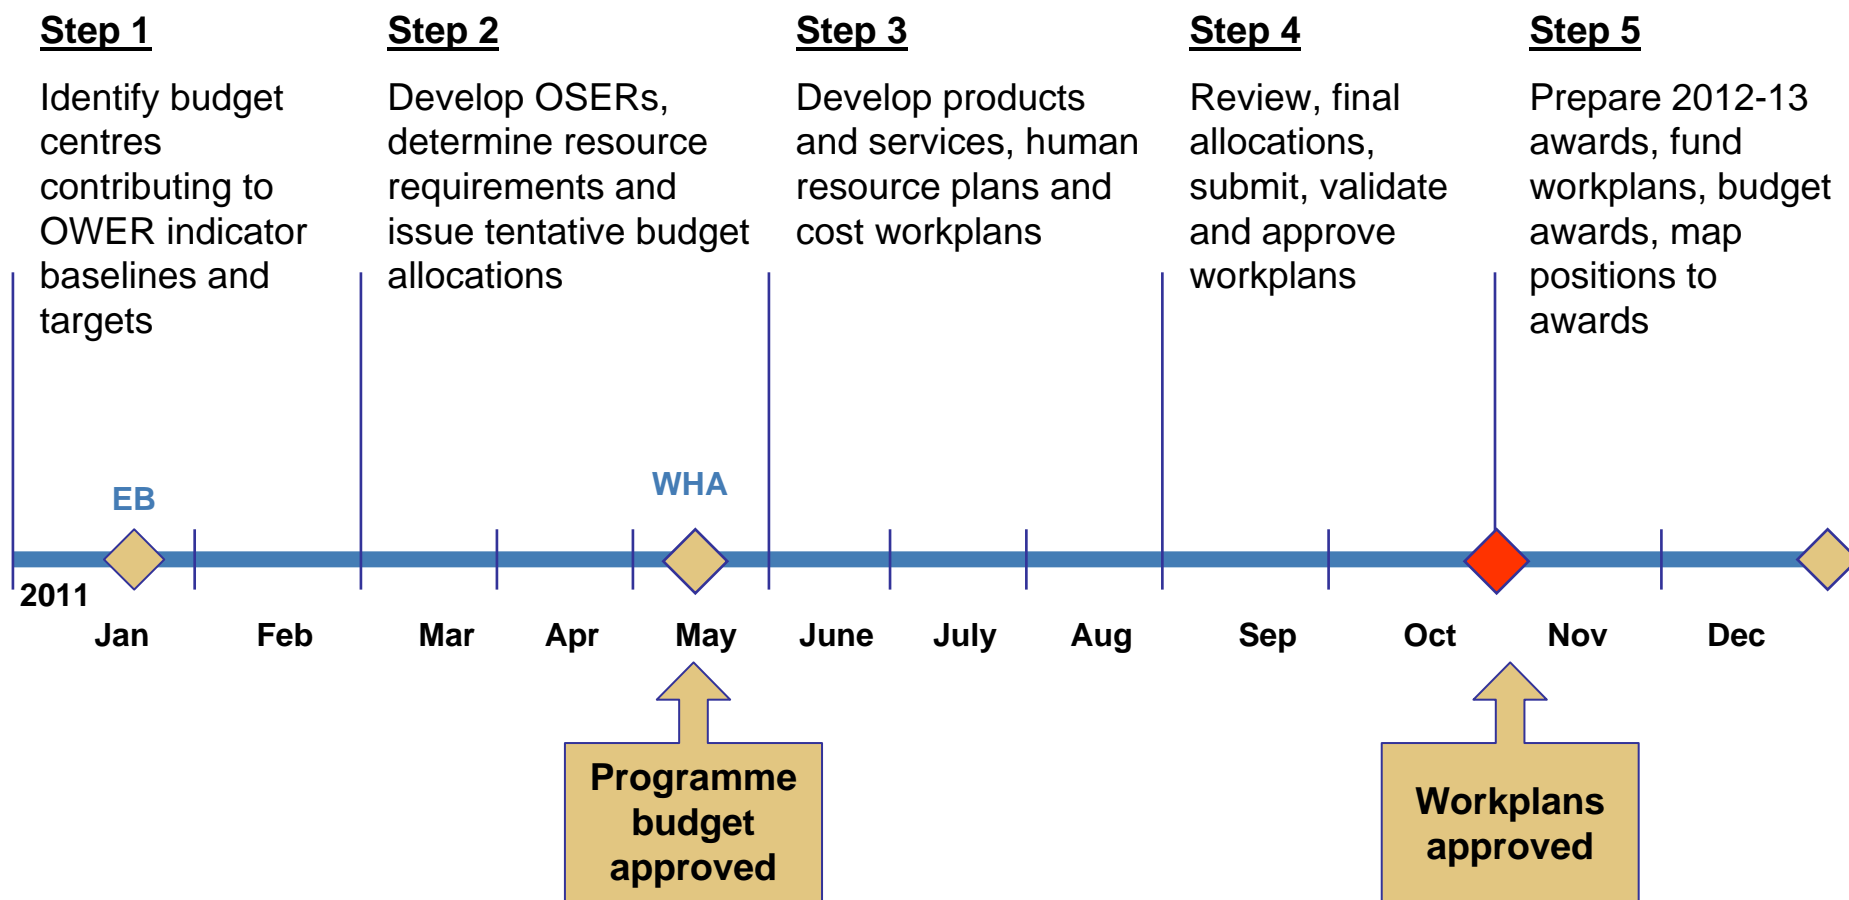 Step 1
Identify budget
centres
contributing to
OWER indicator
baselines and
targets
Step 2
Develop OSERs,
determine resource
requirements and
issue tentative budget
allocations
Step 3
Develop products
and services, human
resource plans and
cost workplans
Step 4
Review, final
allocations,
submit, validate
and approve
workplans
Step 5
Prepare 2012-13
awards, fund
workplans, budget
awards, map
positions to
awards
EB
WHA
2011
Jan
Feb
Mar
Apr
May
June
July
Aug
Sep
Oct
Nov
Dec
Programme
budget
approved
Workplans
approved